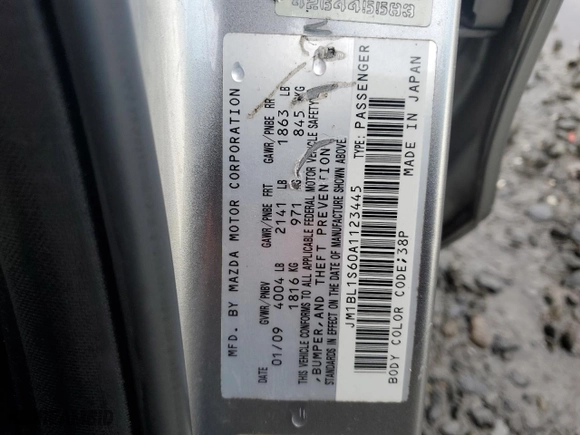 MFD. BY MAZDA MOTOR CORPORATION
DATE GVWR/PNBV GAWR/PNBE FRT GAWR/PNBE RR
01/09 4004 LB 2141 LB 1863 LB
1816 KG 971 KG 845 KG
THIS VEHICLE CONFORMS TO ALL APPLICABLE FEDERAL MOTOR VEHICLE SAFETY
,BUMPER,AND THEFT PREVENTION
STANDARDS IN EFFECT ON THE DATE OF MANUFACTURE SHOWN ABOVE
JM1BL1S60A1123445 TYPE: PASSENGER
BODY COLOR CODE;38P MADE IN JAPAN